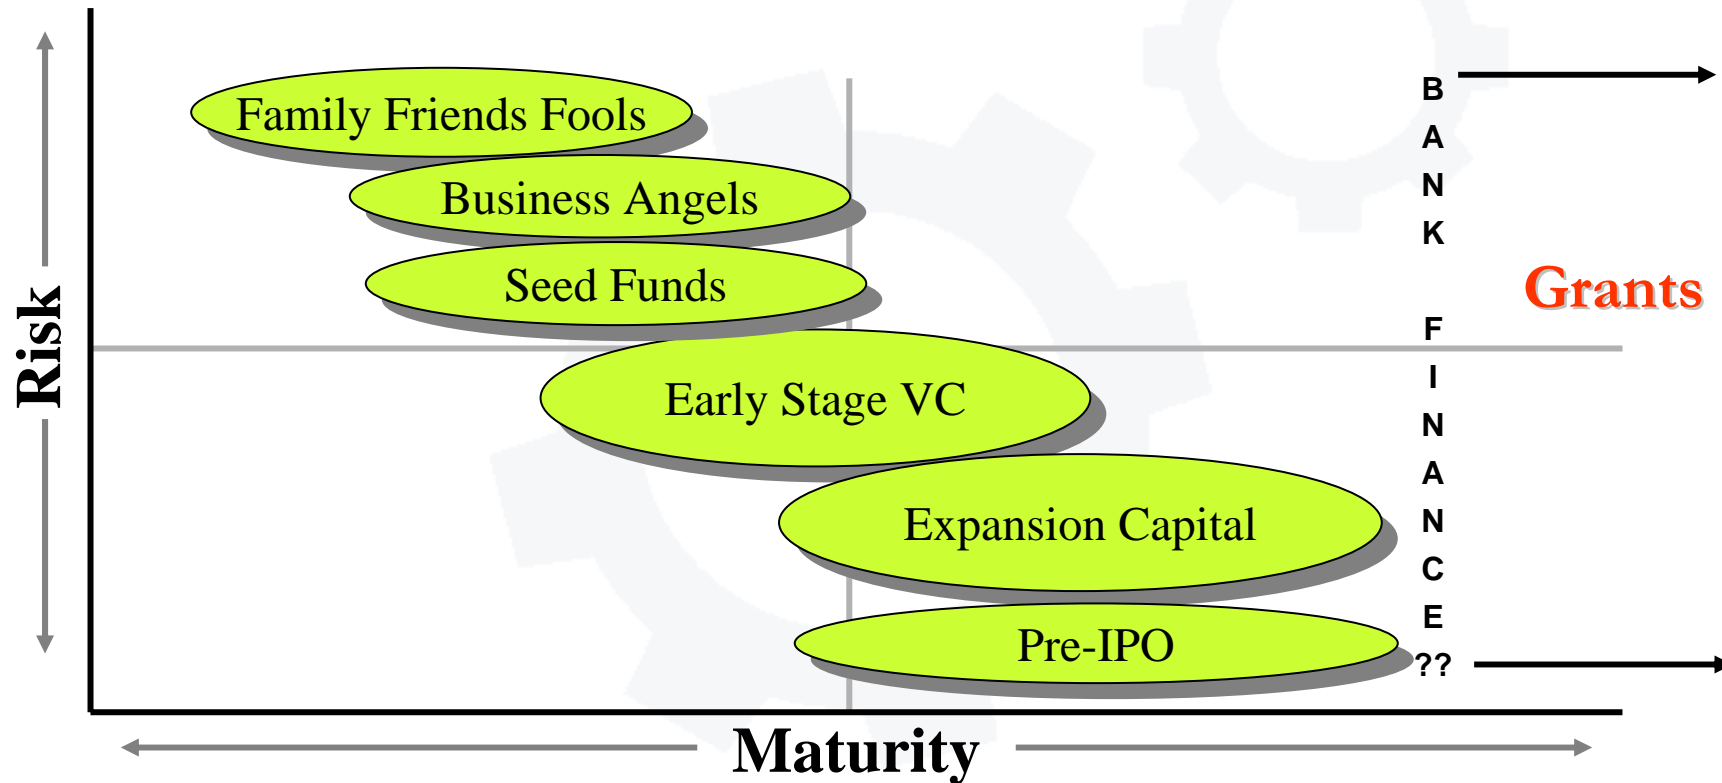 Family Friends Fools
Business Angels
Seed Funds
Early Stage VC
Expansion Capital
Pre-IPO
Risk
Maturity
B
A
N
K
F
I
N
A
N
C
E
??
Grants